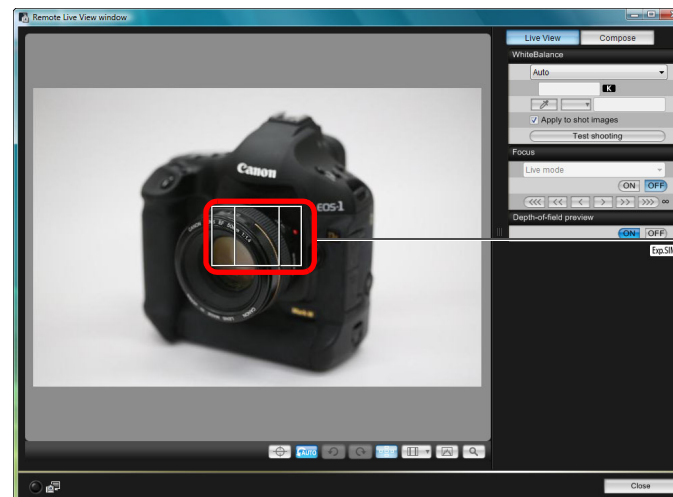 Remote Live View window
Live View
Compose
WhiteBalance
Auto
K
Apply to shot images
Test shooting
Focus
Live mode
ON
OFF
∞
Depth-of-field preview
ON
OFF
Exp.SIM
Canon
EOS-1
AUTO
Close